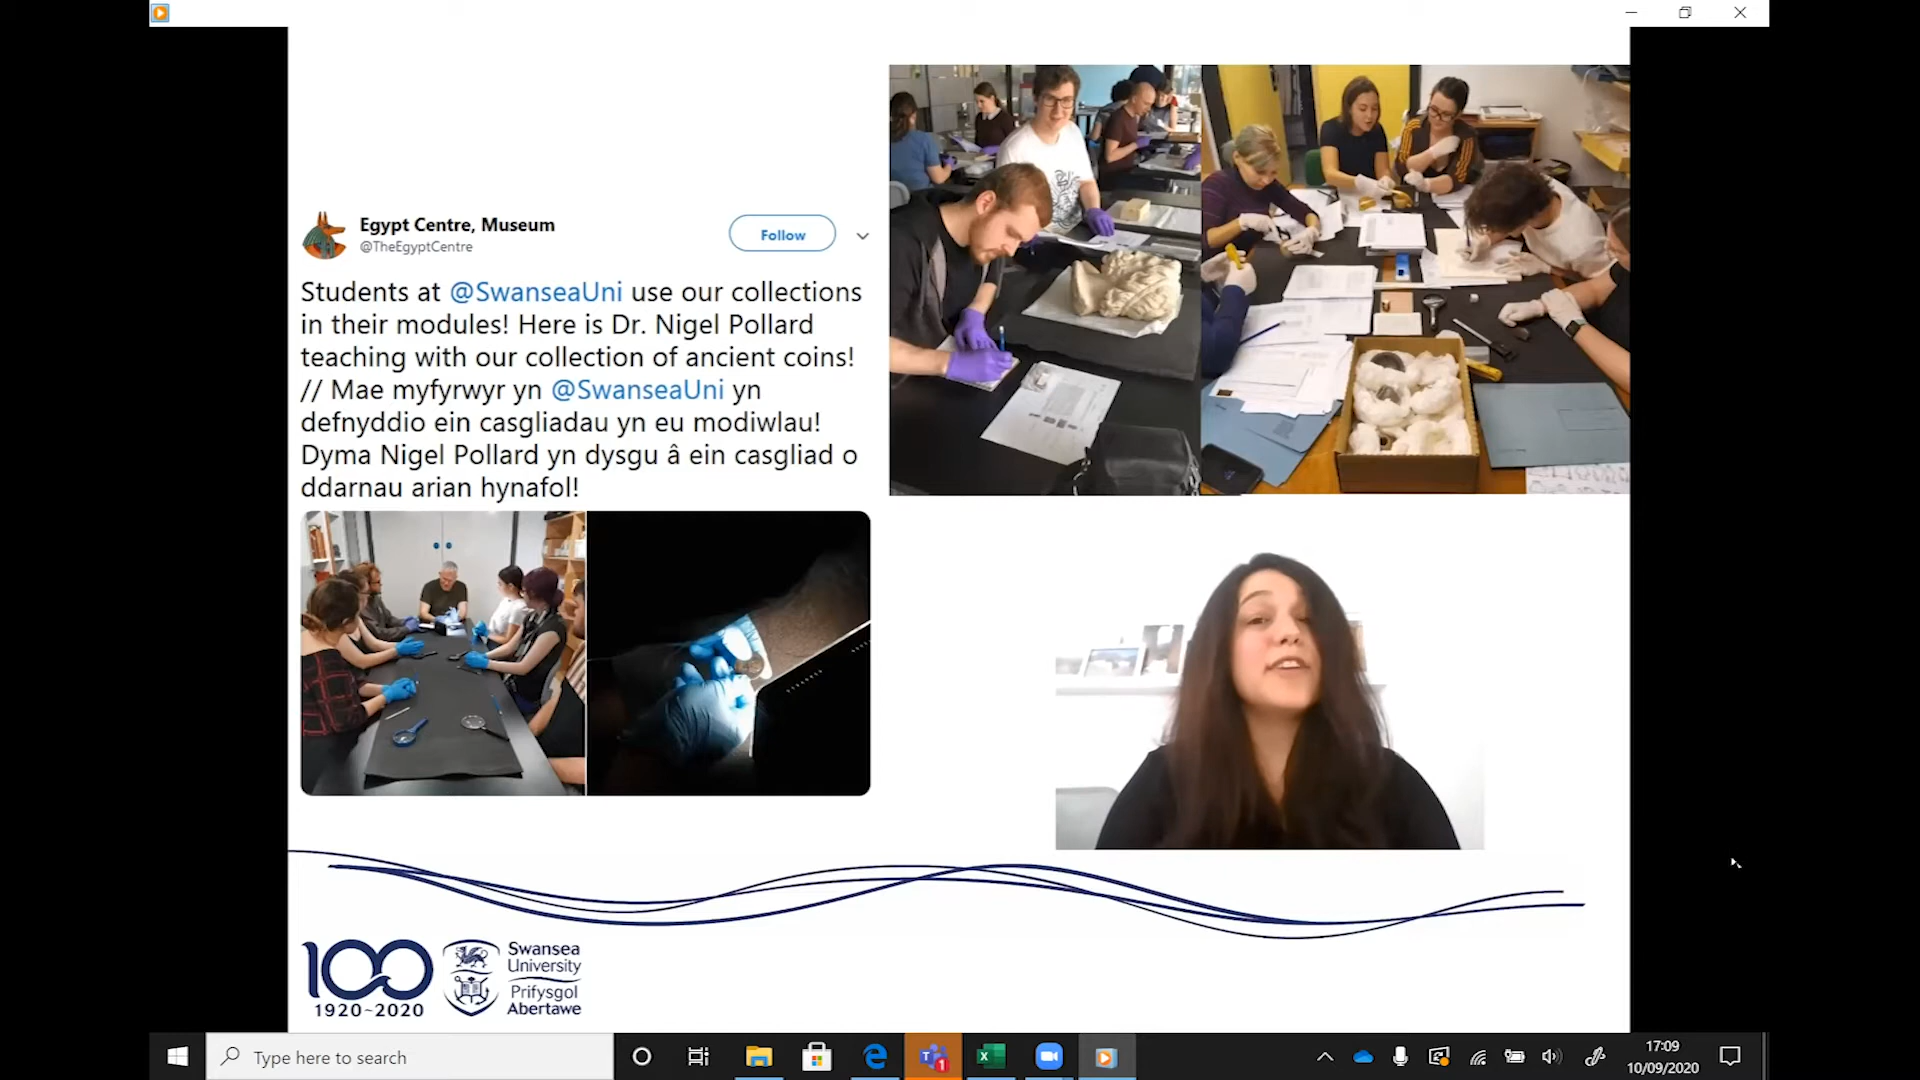 Egypt Centre, Museum
@TheEgyptCentre
Follow
Students at @SwanseaUni use our collections
in their modules! Here is Dr. Nigel Pollard
teaching with our collection of ancient coins!
// Mae myfyrwyr yn @SwanseaUni yn
defnyddio ein casgliadau yn eu modiwlau!
Dyma Nigel Pollard yn dysgu â ein casgliad o
ddarnau arian hynafol!
100
1920~2020
Swansea
University
Prifysgol
Abertawe
Type here to search
1
17:09
10/09/2020